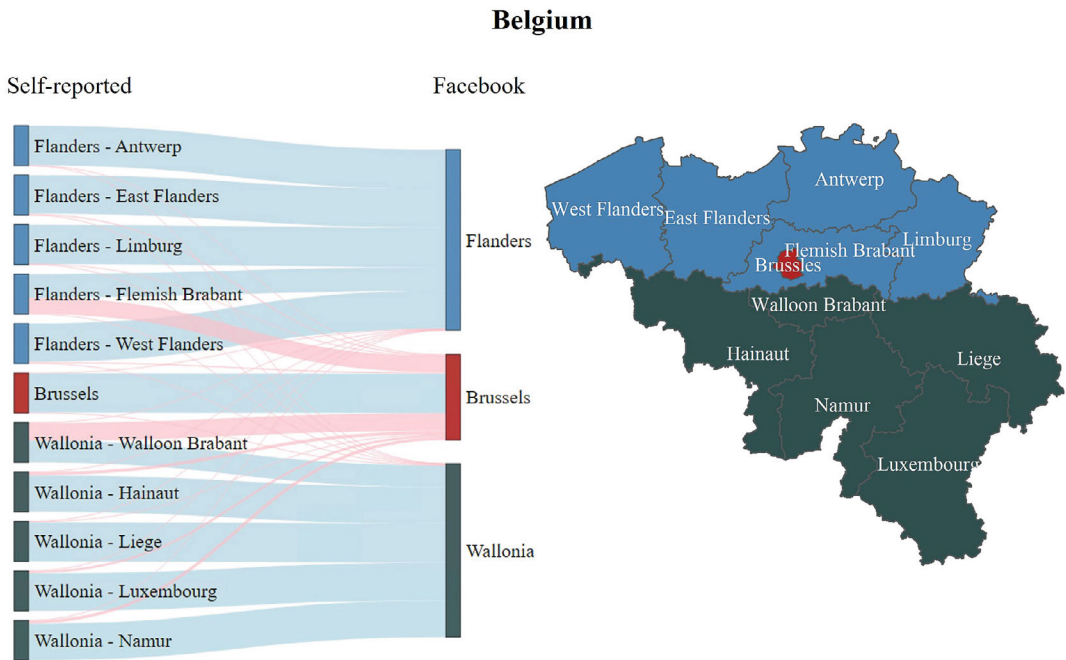 Belgium
Self-reported
Facebook
Flanders - Antwerp
Flanders - East Flanders
Flanders - Limburg
Flanders - Flemish Brabant
Flanders - West Flanders
Brussels
Wallonia - Walloon Brabant
Wallonia - Hainaut
Wallonia - Liege
Wallonia - Luxembourg
Wallonia - Namur
Flanders
Brussels
Wallonia
Antwerp
West Flanders
East Flanders
Limburg
Flemish Brabant
Brussles
Walloon Brabant
Hainaut
Liege
Namur
Luxembourg